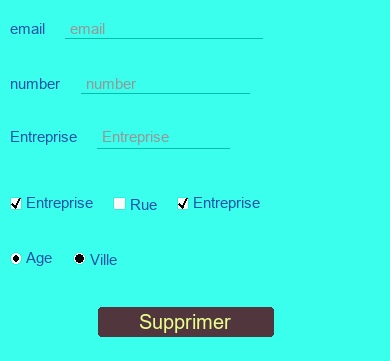 email email
number number
Entreprise Entreprise
Entreprise Rue Entreprise
Age Ville
Supprimer